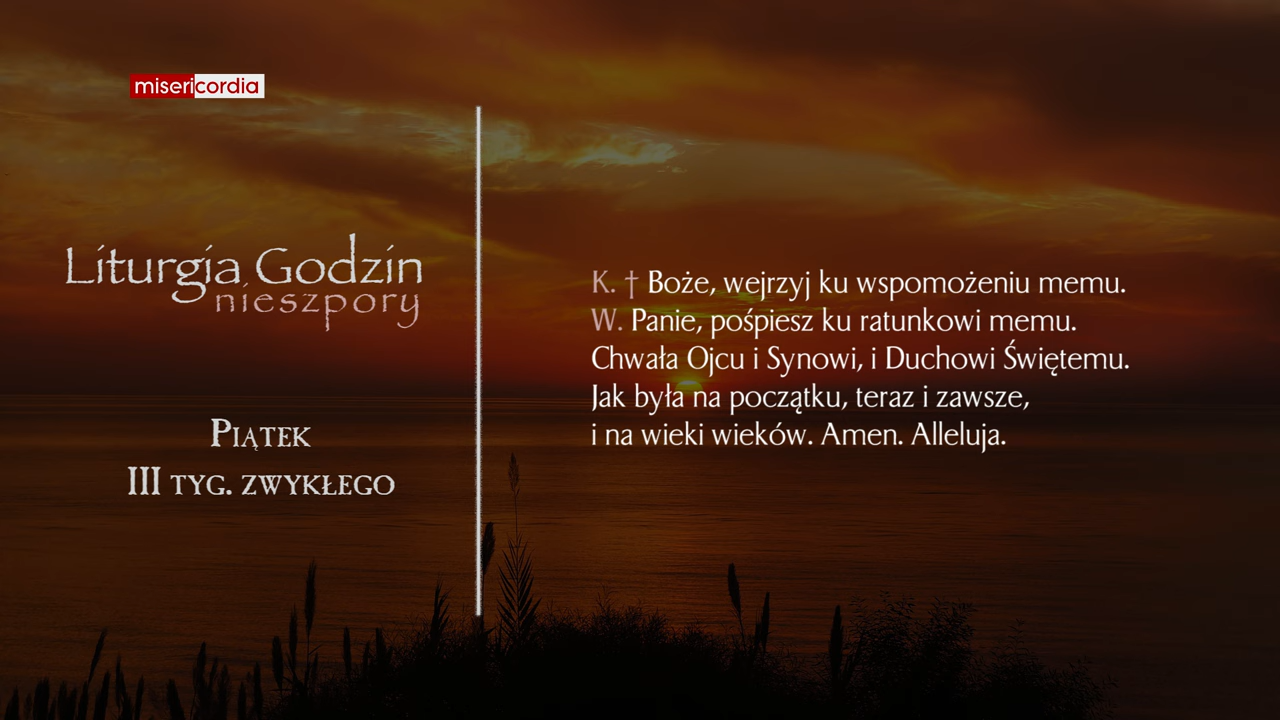 misericordia
Liturgia Godzin
nieszpory
Piątek
III tyg. zwykłego
K. † Boże, wejrzyj ku wspomożeniu memu.
W. Panie, pośpiesz ku ratunkowi memu.
Chwała Ojcu i Synowi, i Duchowi Świętemu.
Jak była na początku, teraz i zawsze,
i na wieki wieków. Amen. Alleluja.